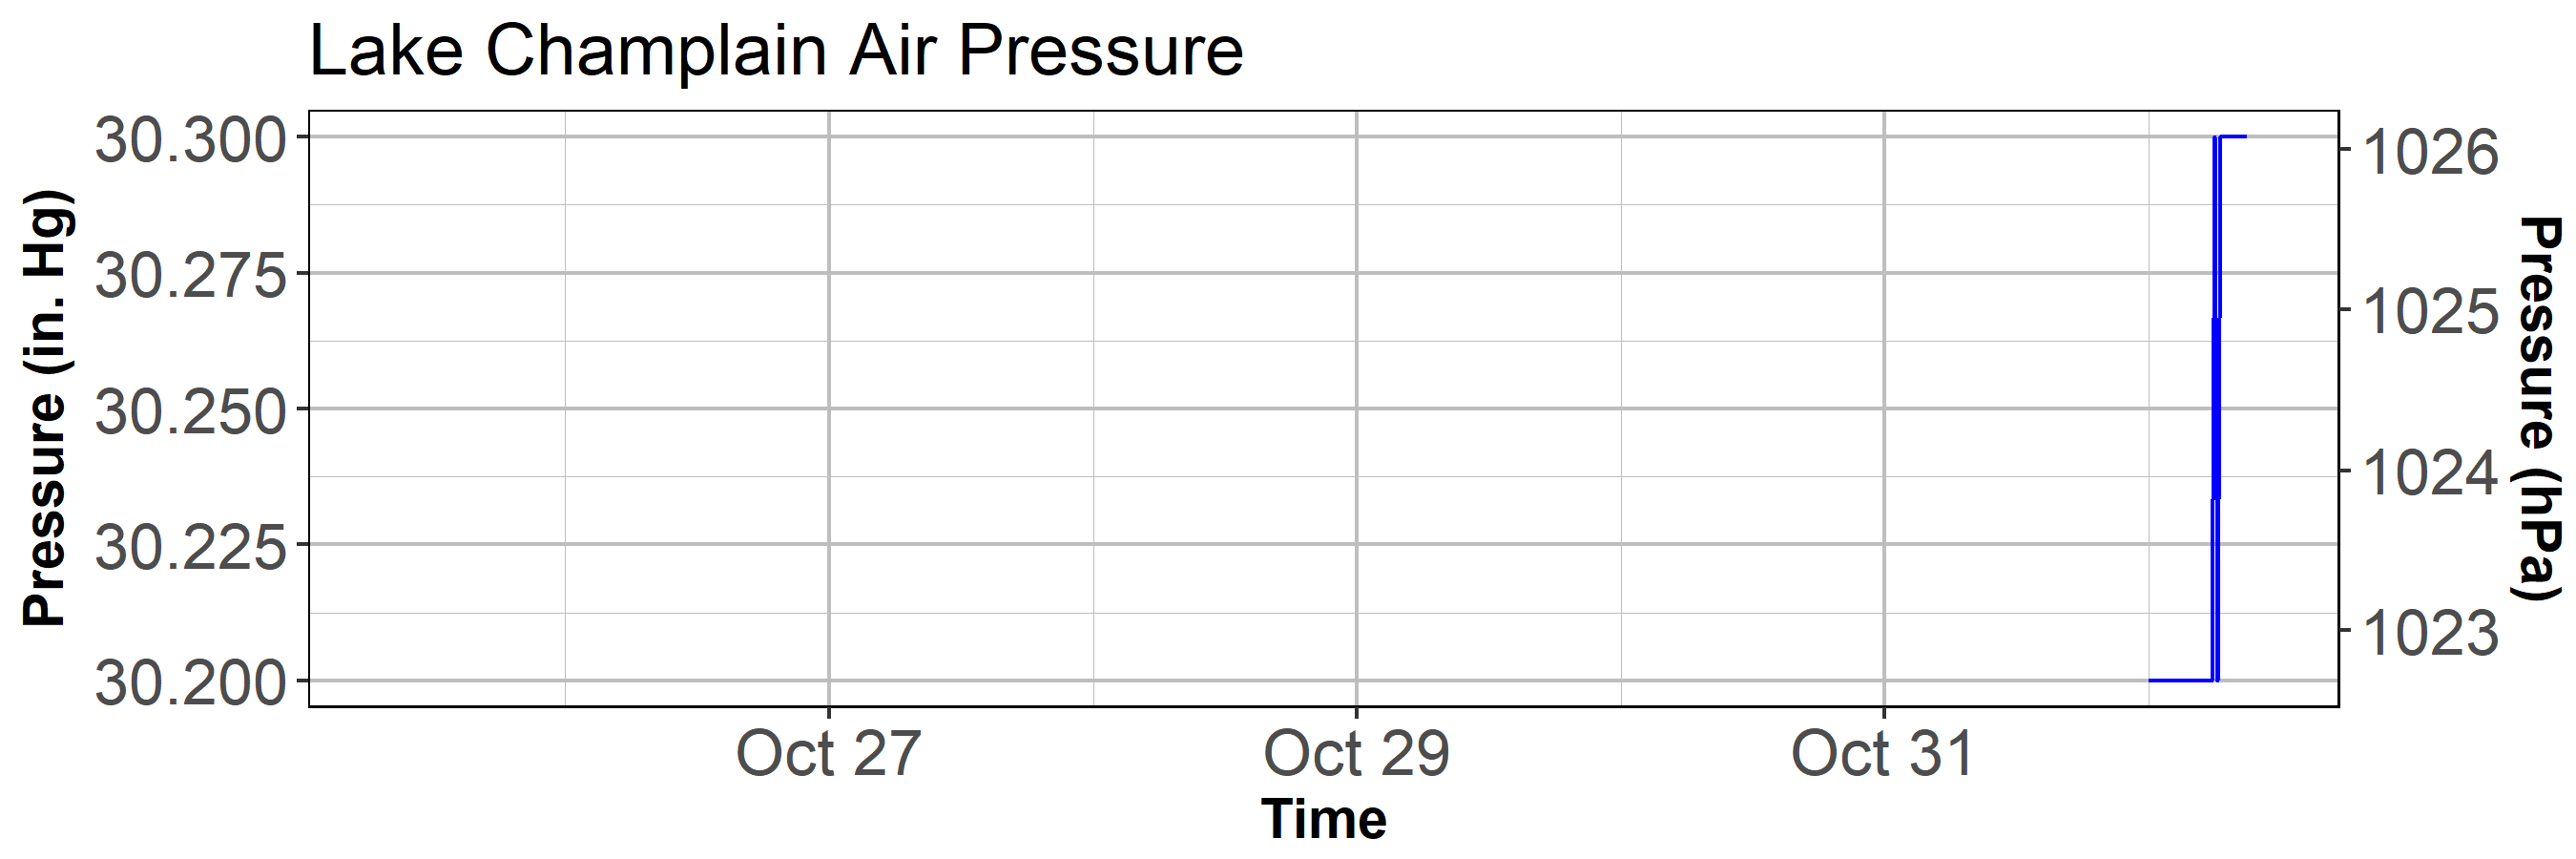 Lake Champlain Air Pressure
Pressure (in. Hg)
30.300
30.275
30.250
30.225
30.200
1026
1025
1024
1023
Pressure (hPa)
Oct 27 Oct 29 Oct 31
Time